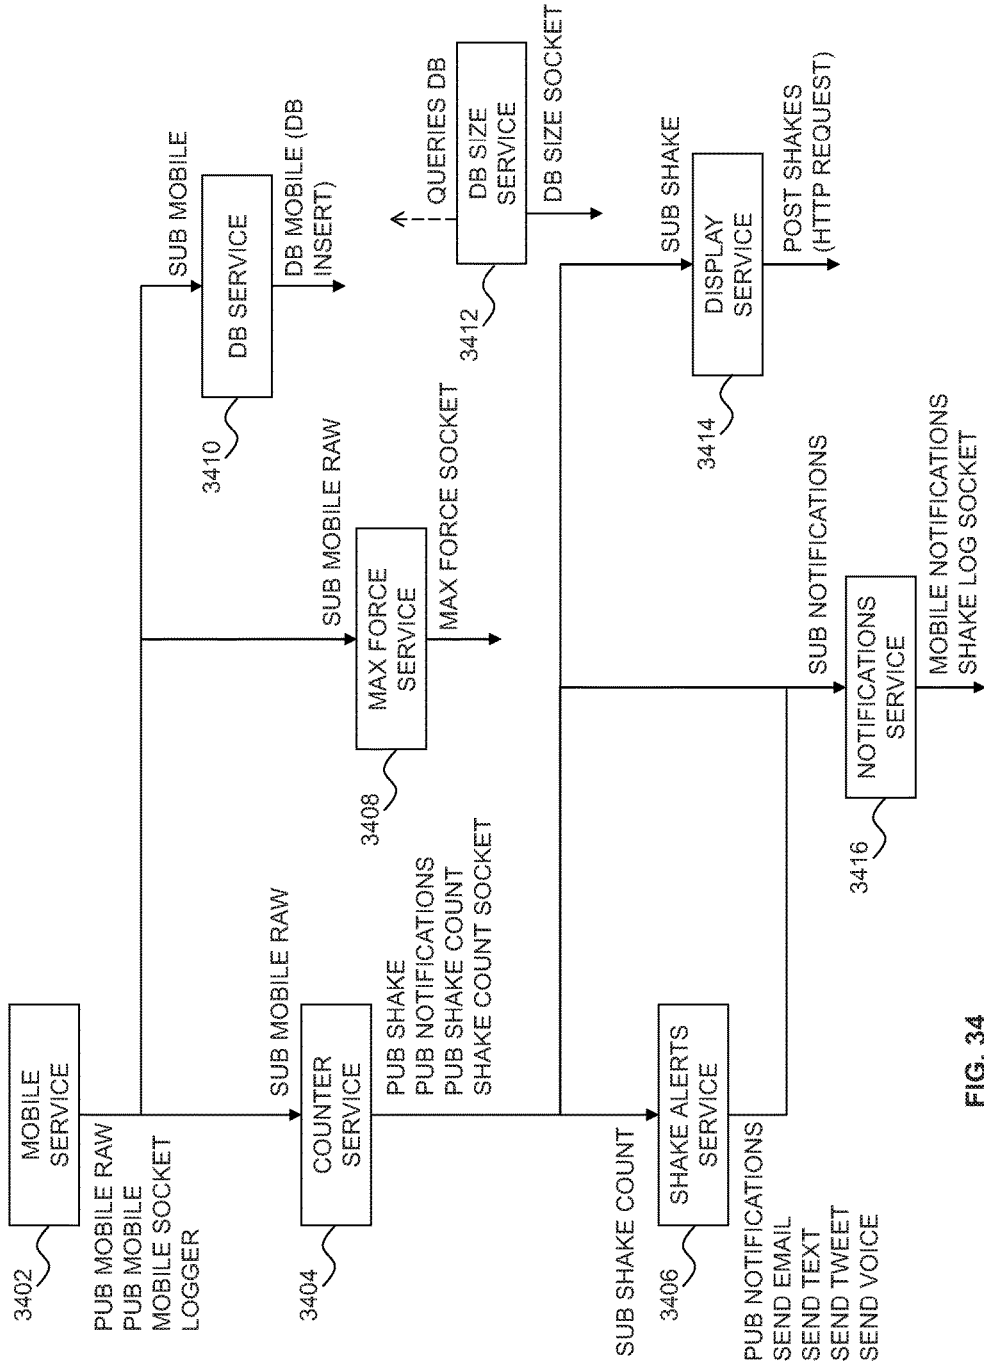 MOBILE
SERVICE
3402
PUB MOBILE RAW
PUB MOBILE
MOBILE SOCKET
LOGGER
SUB MOBILE RAW
COUNTER
SERVICE
3404
PUB SHAKE
PUB NOTIFICATIONS
PUB SHAKE COUNT
SHAKE COUNT SOCKET
SUB MOBILE RAW
MAX FORCE
SERVICE
3408
MAX FORCE SOCKET
SUB MOBILE
DB SERVICE
3410
DB MOBILE (DB
INSERT)
QUERIES DB
DB SIZE
SERVICE
3412
DB SIZE SOCKET
SUB SHAKE COUNT
SHAKE ALERTS
SERVICE
3406
PUB NOTIFICATIONS
SEND EMAIL
SEND TEXT
SEND TWEET
SEND VOICE
SUB NOTIFICATIONS
NOTIFICATIONS
SERVICE
3416
MOBILE NOTIFICATIONS
SHAKE LOG SOCKET
SUB SHAKE
DISPLAY
SERVICE
3414
POST SHAKES
(HTTP REQUEST)
FIG. 34